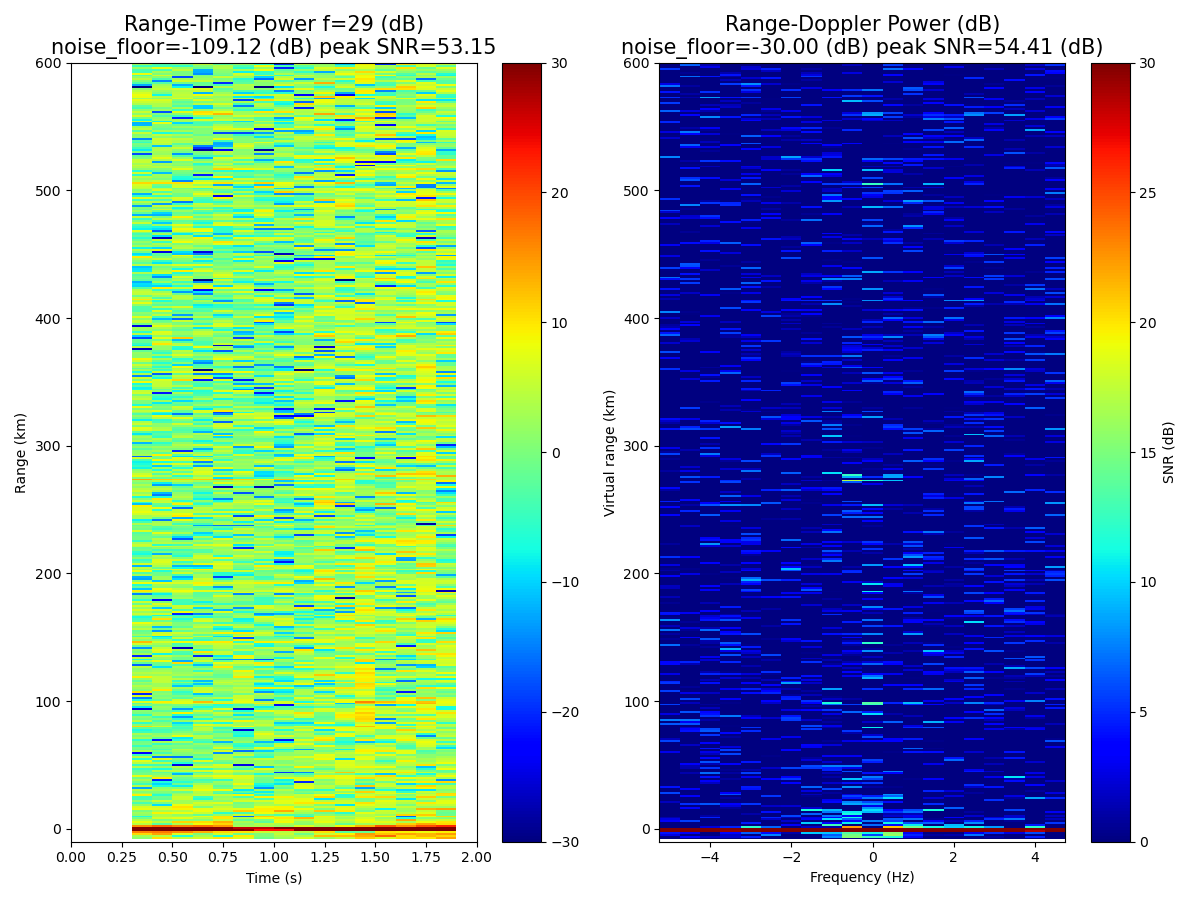 Range-Time Power f=29 (dB)
noise_floor=-109.12 (dB) peak SNR=53.15
600
500
400
300
200
100
0
Range (km)
0.00 0.25 0.50 0.75 1.00 1.25 1.50 1.75 2.00
Time (s)
30
20
10
0
−10
−20
−30
Range-Doppler Power (dB)
noise_floor=-30.00 (dB) peak SNR=54.41 (dB)
600
500
400
300
200
100
0
Virtual range (km)
−4 −2 0 2 4
Frequency (Hz)
30
25
20
15
10
5
0
SNR (dB)